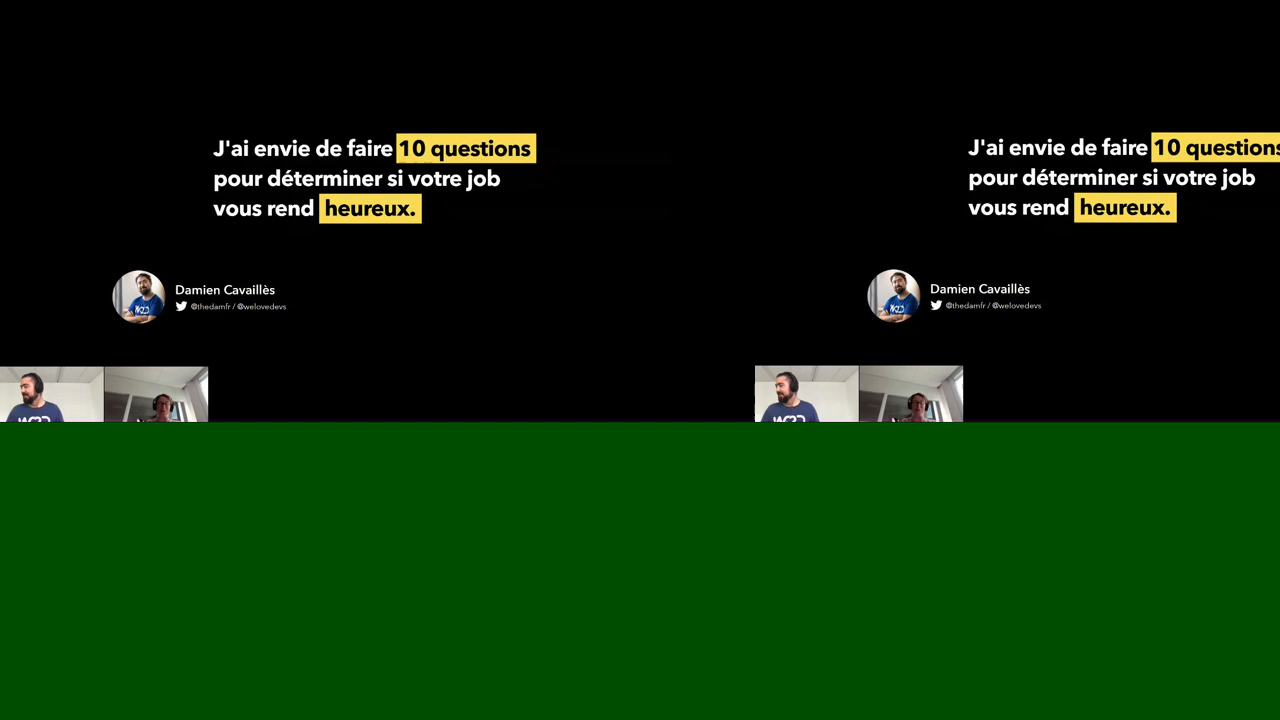 J'ai envie de faire 10 questions
pour déterminer si votre job
vous rend heureux.
Damien Cavaillès
@thedamfr / @welovedevs
J'ai envie de faire 10 questions
pour déterminer si votre job
vous rend heureux.
Damien Cavaillès
@thedamfr / @welovedevs